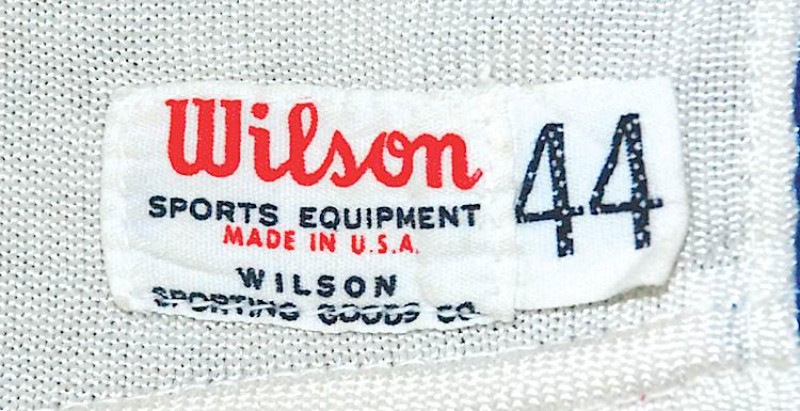 Wilson
SPORTS EQUIPMENT
MADE IN U.S.A.
WILSON
SPORTING GOODS CO.
44